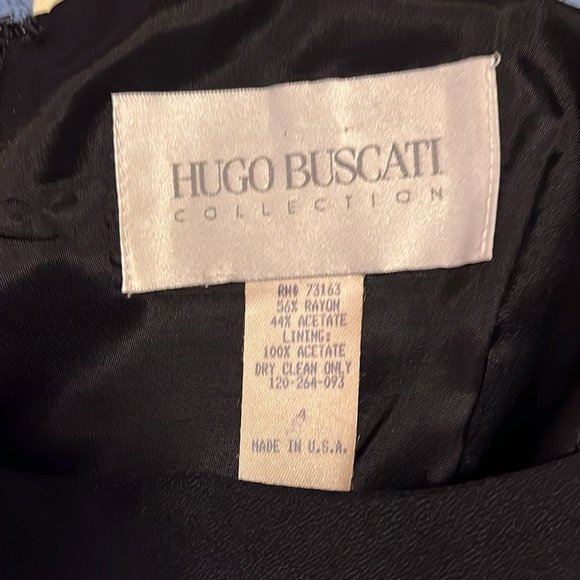 HUGO BUSCATI
COLLECTION
RN# 73163
56% RAYON
44% ACETATE
LINING:
100% ACETATE
DRY CLEAN ONLY
120-264-093
4
MADE IN U.S.A.